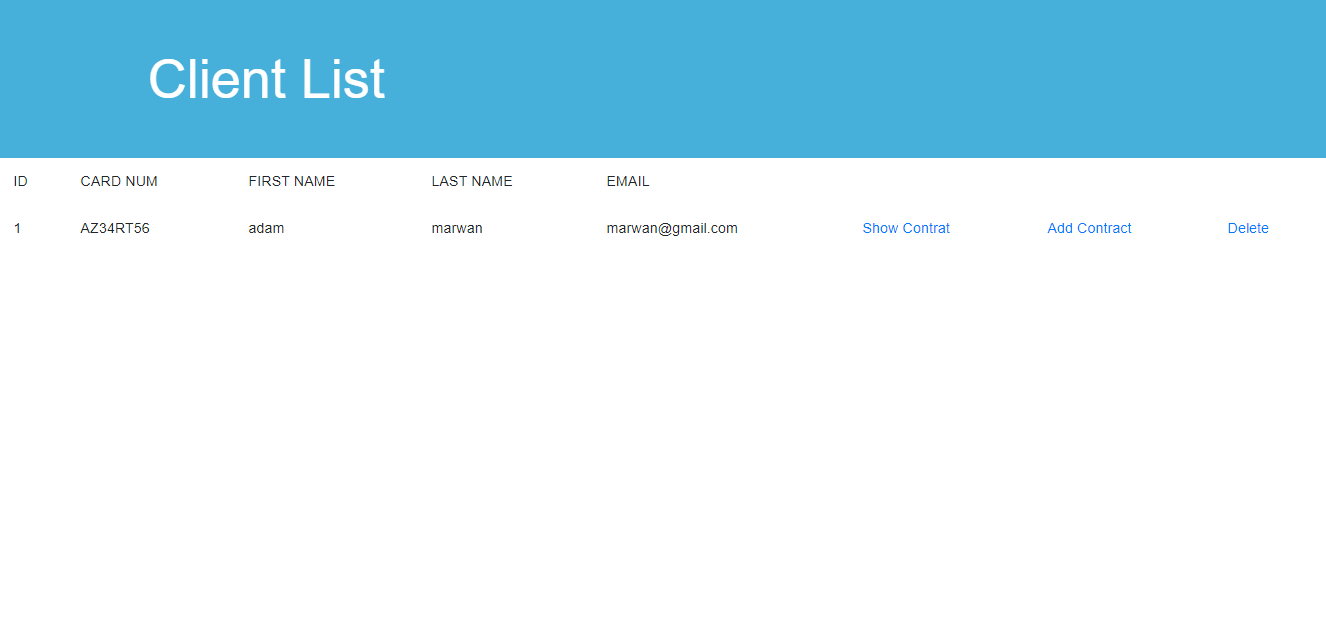 Client List
ID CARD NUM FIRST NAME LAST NAME EMAIL
1 AZ34RT56 adam marwan marwan@gmail.com Show Contrat Add Contract Delete